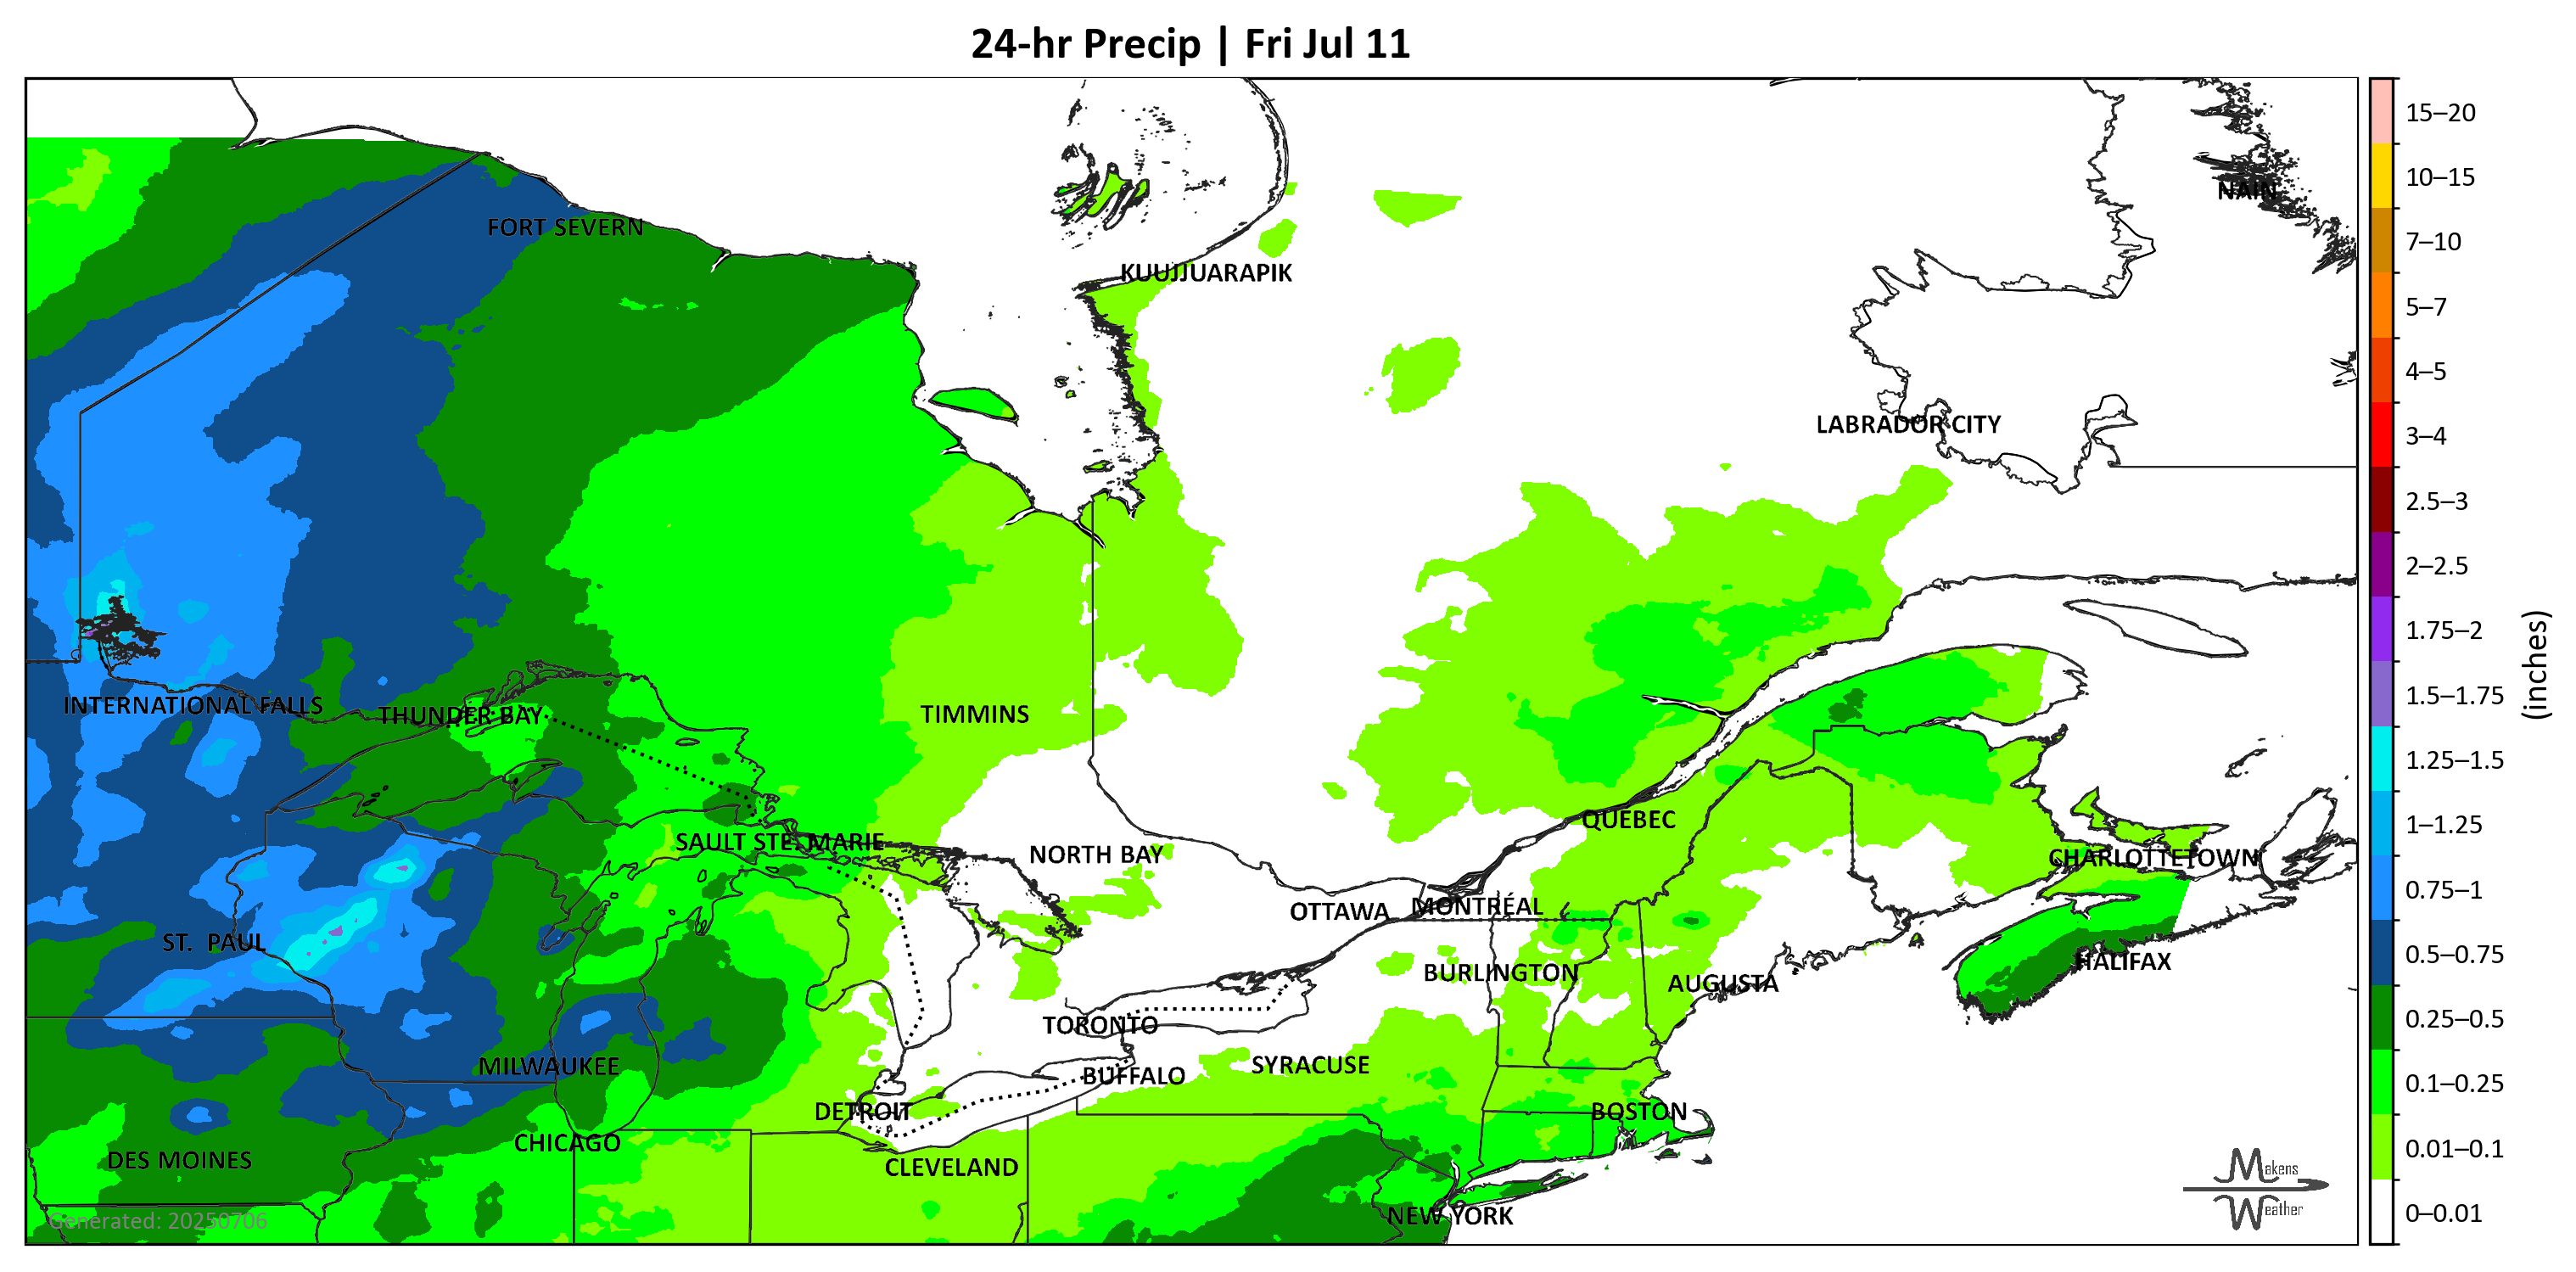 24-hr Precip | Fri Jul 11
NAIN
FORT SEVERN
KUUJJUARAPIK
LABRADOR CITY
INTERNATIONAL FALLS
THUNDER BAY
TIMMINS
QUEBEC
SAULT STE. MARIE
NORTH BAY
CHARLOTTETOWN
OTTAWA
MONTRÉAL
ST. PAUL
HALIFAX
BURLINGTON
AUGUSTA
TORONTO
MILWAUKEE
SYRACUSE
BUFFALO
DETROIT
BOSTON
CHICAGO
DES MOINES
CLEVELAND
NEW YORK
Generated: 20250706
Makens
Weather
15–20
10–15
7–10
5–7
4–5
3–4
2.5–3
2–2.5
1.75–2
1.5–1.75
1.25–1.5
1–1.25
0.75–1
0.5–0.75
0.25–0.5
0.1–0.25
0.01–0.1
0–0.01
(inches)